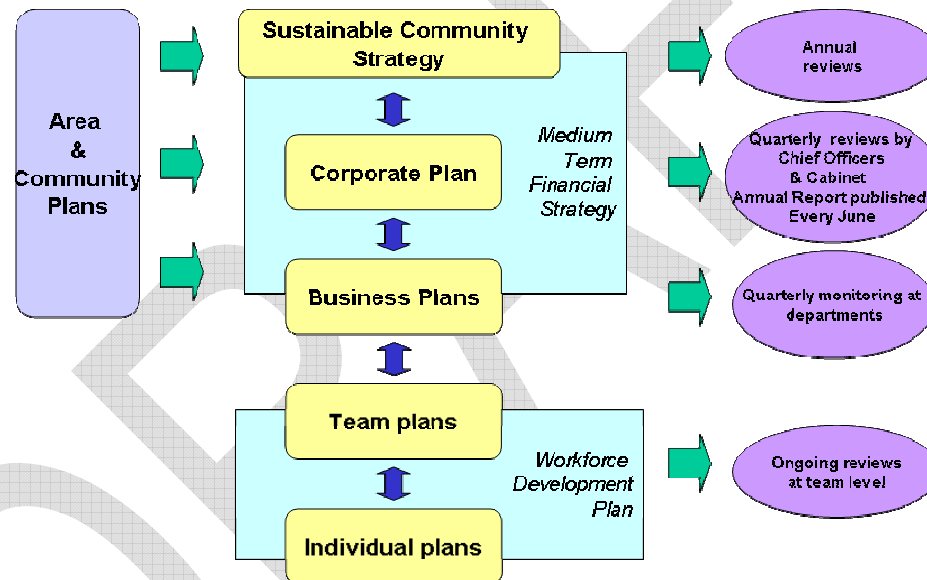 Area
&
Community
Plans
Sustainable Community
Strategy
Corporate Plan
Medium
Term
Financial
Strategy
Business Plans
Team plans
Workforce
Development
Plan
Individual plans
Annual
reviews
Quarterly reviews by
Chief Officers
& Cabinet
Annual Report published
Every June
Quarterly monitoring at
departments
Ongoing reviews
at team level